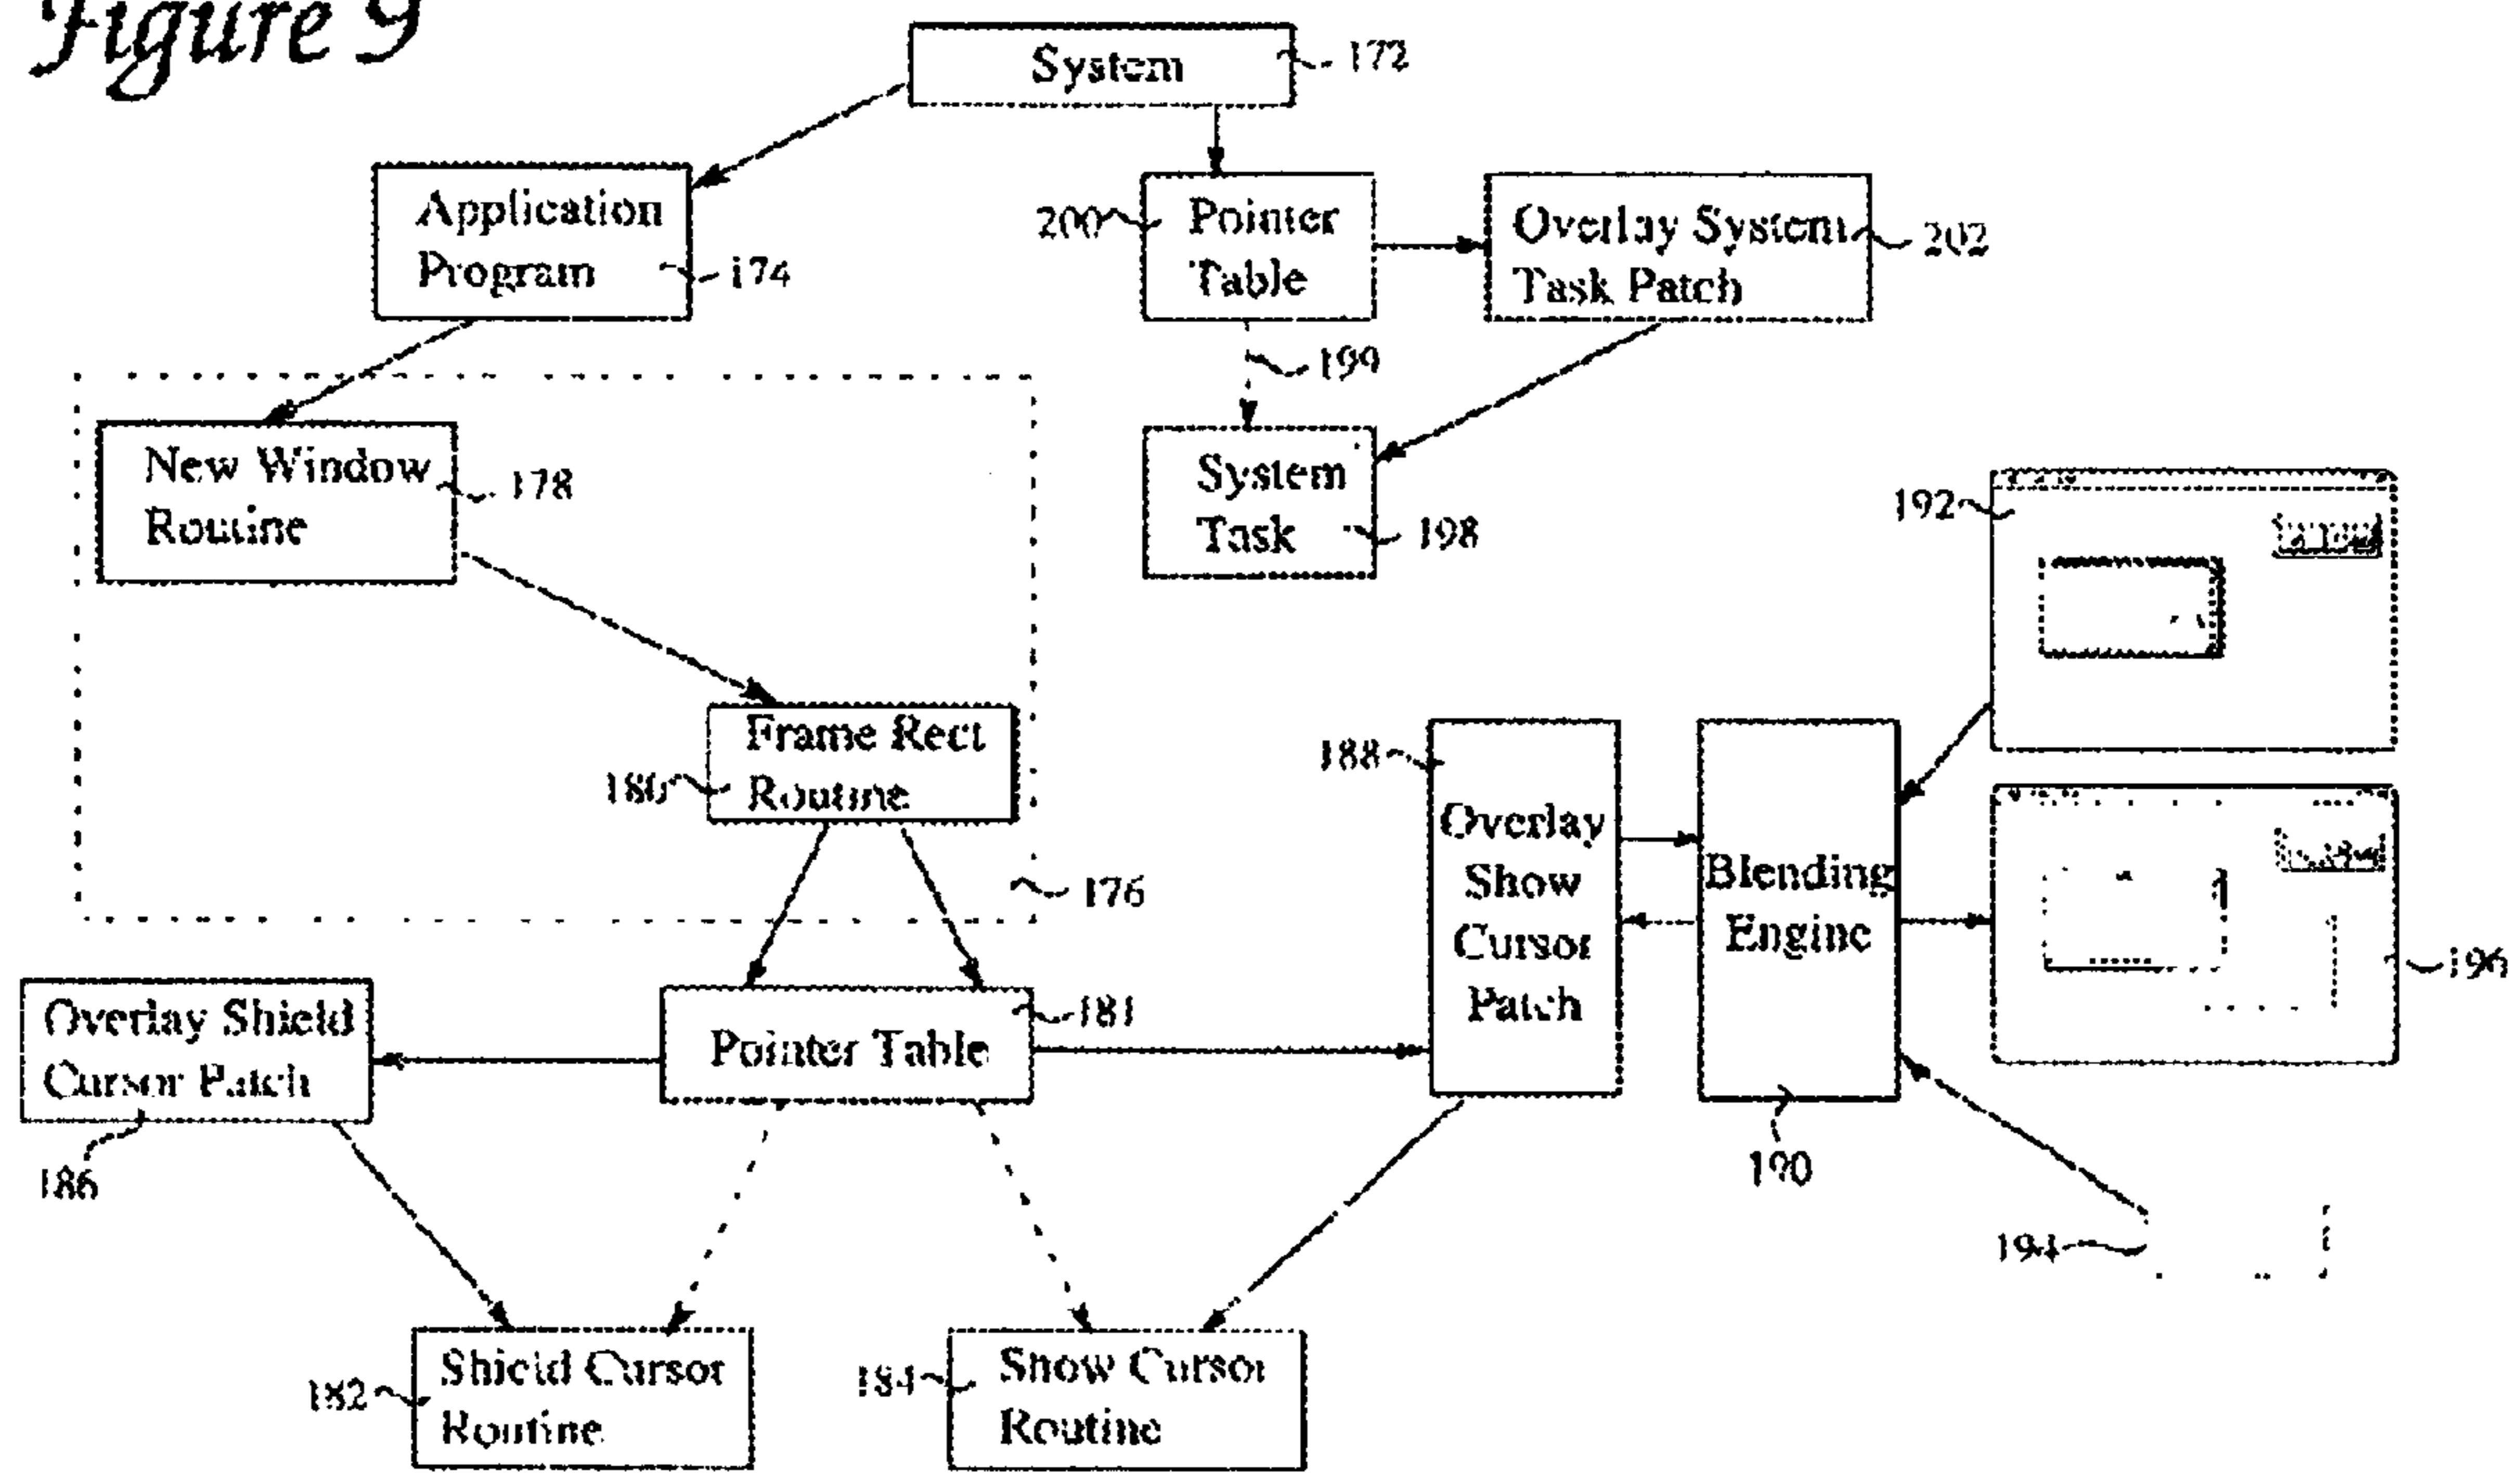 Figure 9
System
172
Application
Program
174
200
Pointer
Table
Overlay System
Task Patch
202
199
New Window
Routine
178
System
Task
198
192
Frame Rect
Routine
180
188
Overlay
Show
Cursor
Patch
Blending
Engine
190
176
196
Overlay Shield
Cursor Patch
186
Pointer Table
181
194
182
Shield Cursor
Routine
184
Show Cursor
Routine